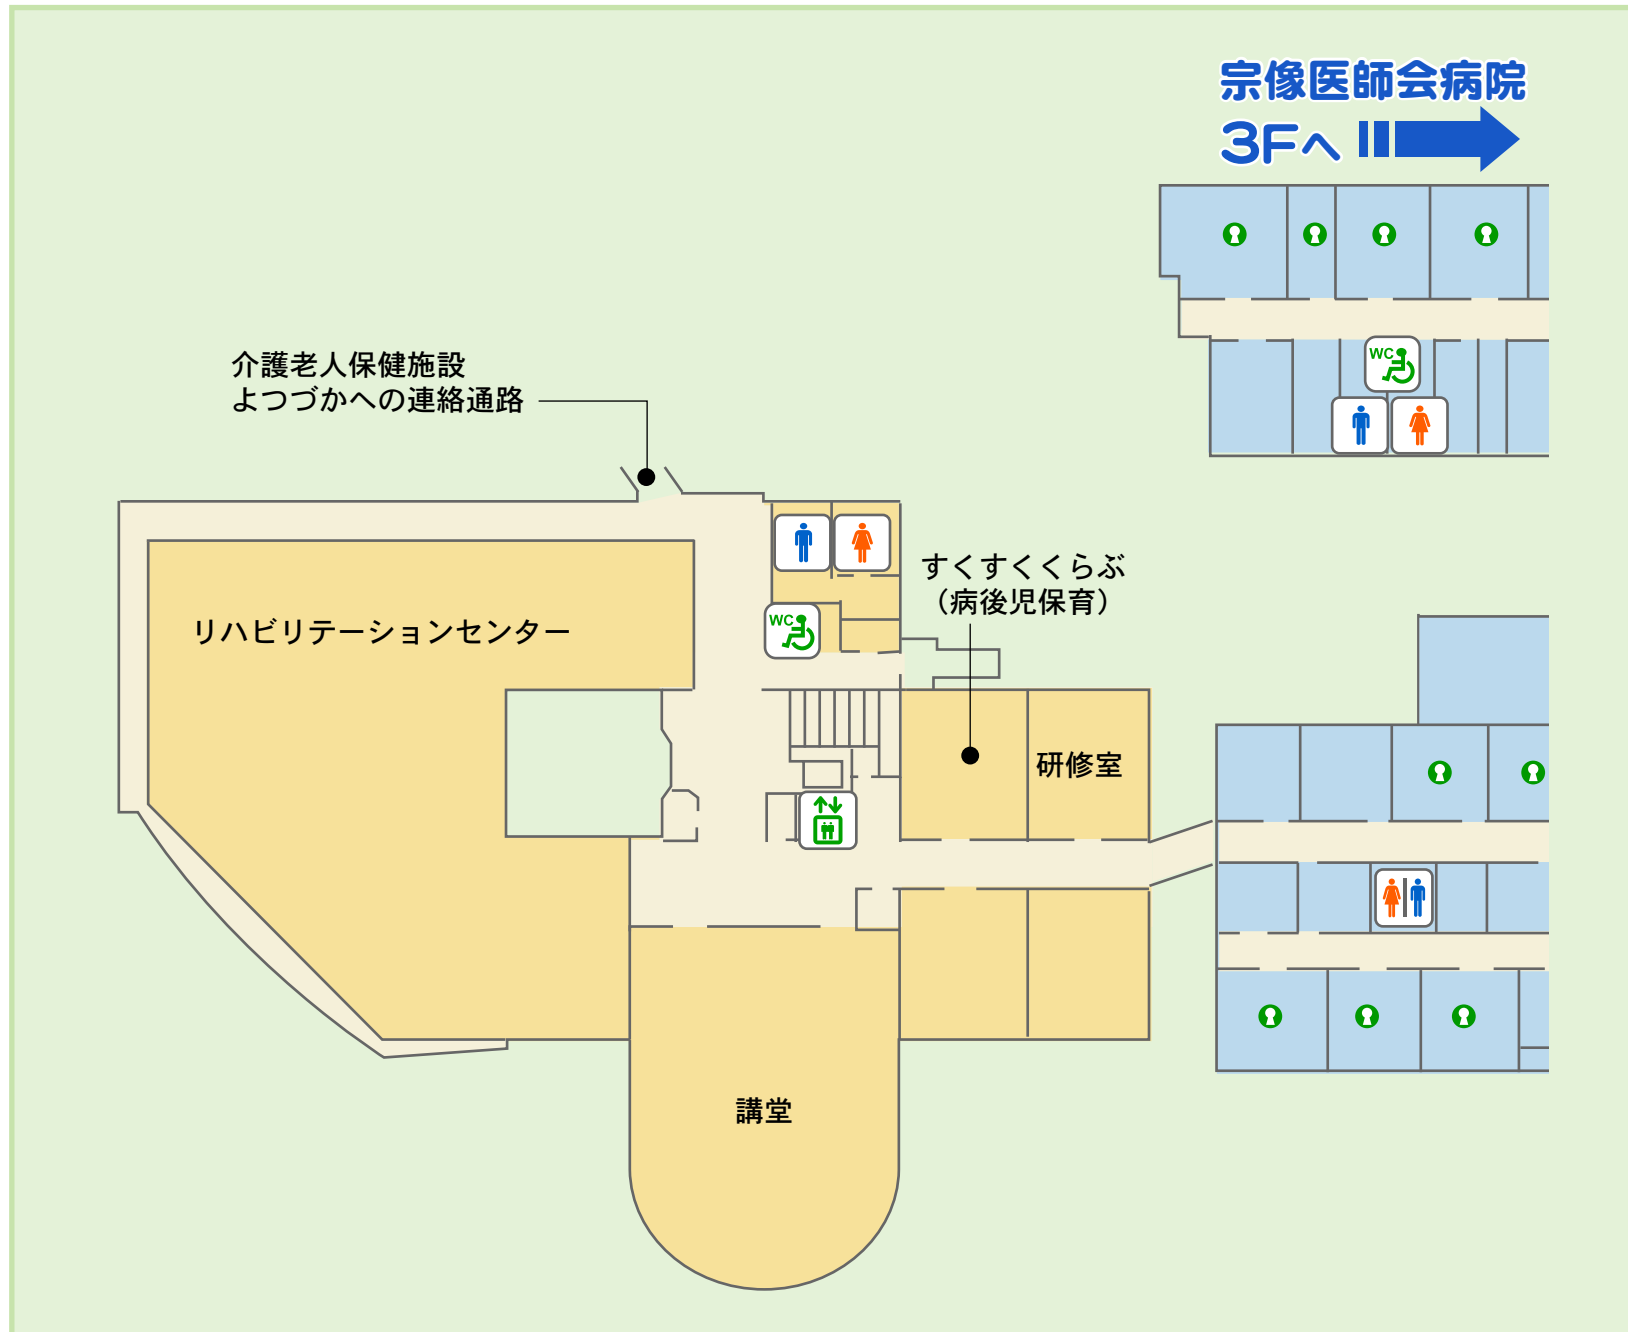 宗像医師会病院
3Fへ
介護老人保健施設
よつづかへの連絡通路
WC
すくすくくらぶ
（病後児保育）
WC
リハビリテーションセンター
研修室
講堂